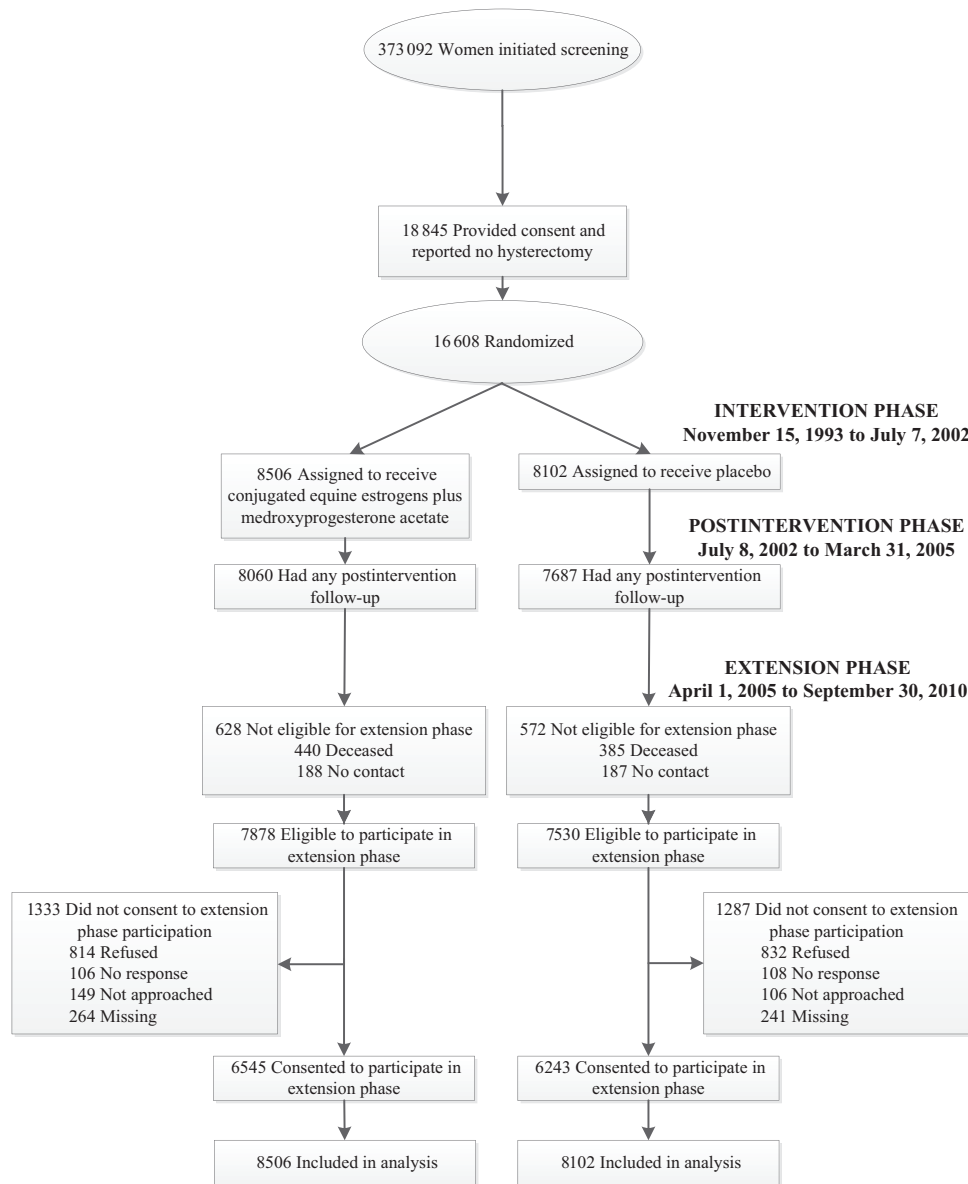 373 092 Women initiated screening
18 845 Provided consent and
reported no hysterectomy
16 608 Randomized
INTERVENTION PHASE
November 15, 1993 to July 7, 2002
8506 Assigned to receive
conjugated equine estrogens plus
medroxyprogesterone acetate
8102 Assigned to receive placebo
POSTINTERVENTION PHASE
July 8, 2002 to March 31, 2005
8060 Had any postintervention
follow-up
7687 Had any postintervention
follow-up
EXTENSION PHASE
April 1, 2005 to September 30, 2010
628 Not eligible for extension phase
440 Deceased
188 No contact
572 Not eligible for extension phase
385 Deceased
187 No contact
7878 Eligible to participate in
extension phase
7530 Eligible to participate in
extension phase
1333 Did not consent to extension
phase participation
814 Refused
106 No response
149 Not approached
264 Missing
1287 Did not consent to extension
phase participation
832 Refused
108 No response
106 Not approached
241 Missing
6545 Consented to participate in
extension phase
6243 Consented to participate in
extension phase
8506 Included in analysis
8102 Included in analysis